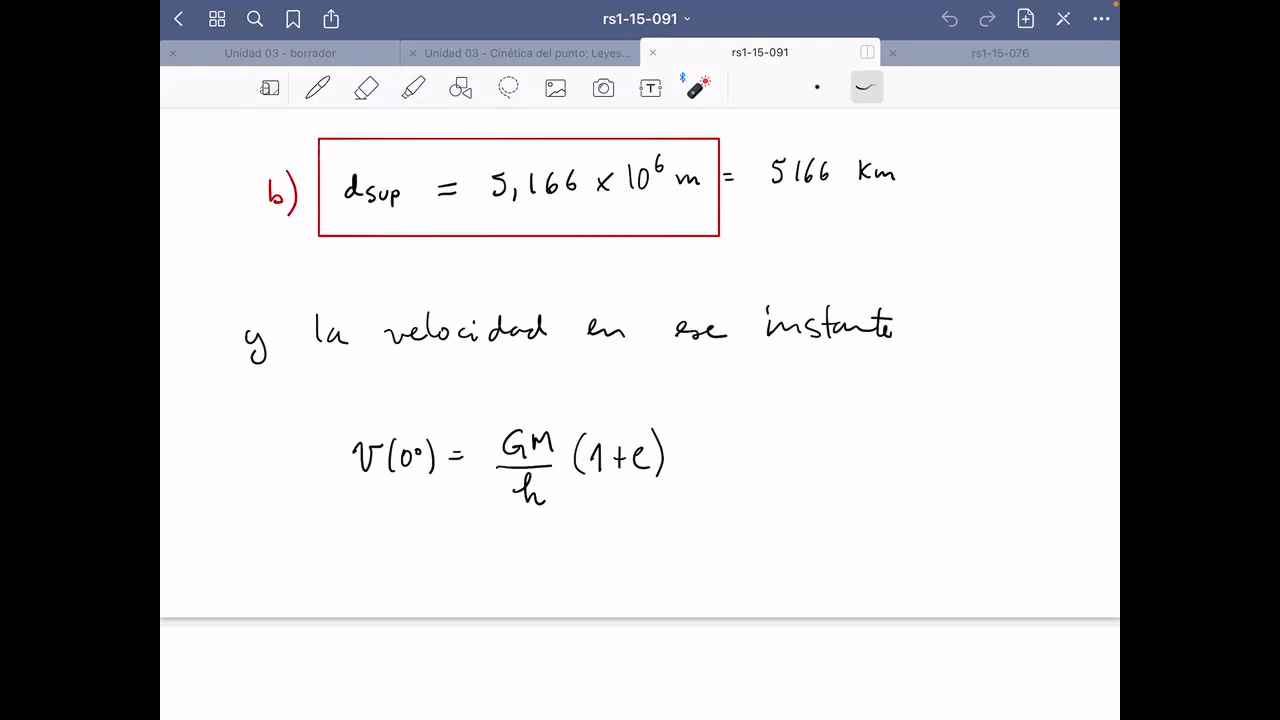 rs1-15-091
Unidad 03 - borrador
Unidad 03 - Cinética del punto: Leyes...
rs1-15-091
rs1-15-076
T
b) dsup = 5,166 × 10⁶ m = 5166 Km
y la velocidad en ese instante
v(0°) = GM/h (1+e)